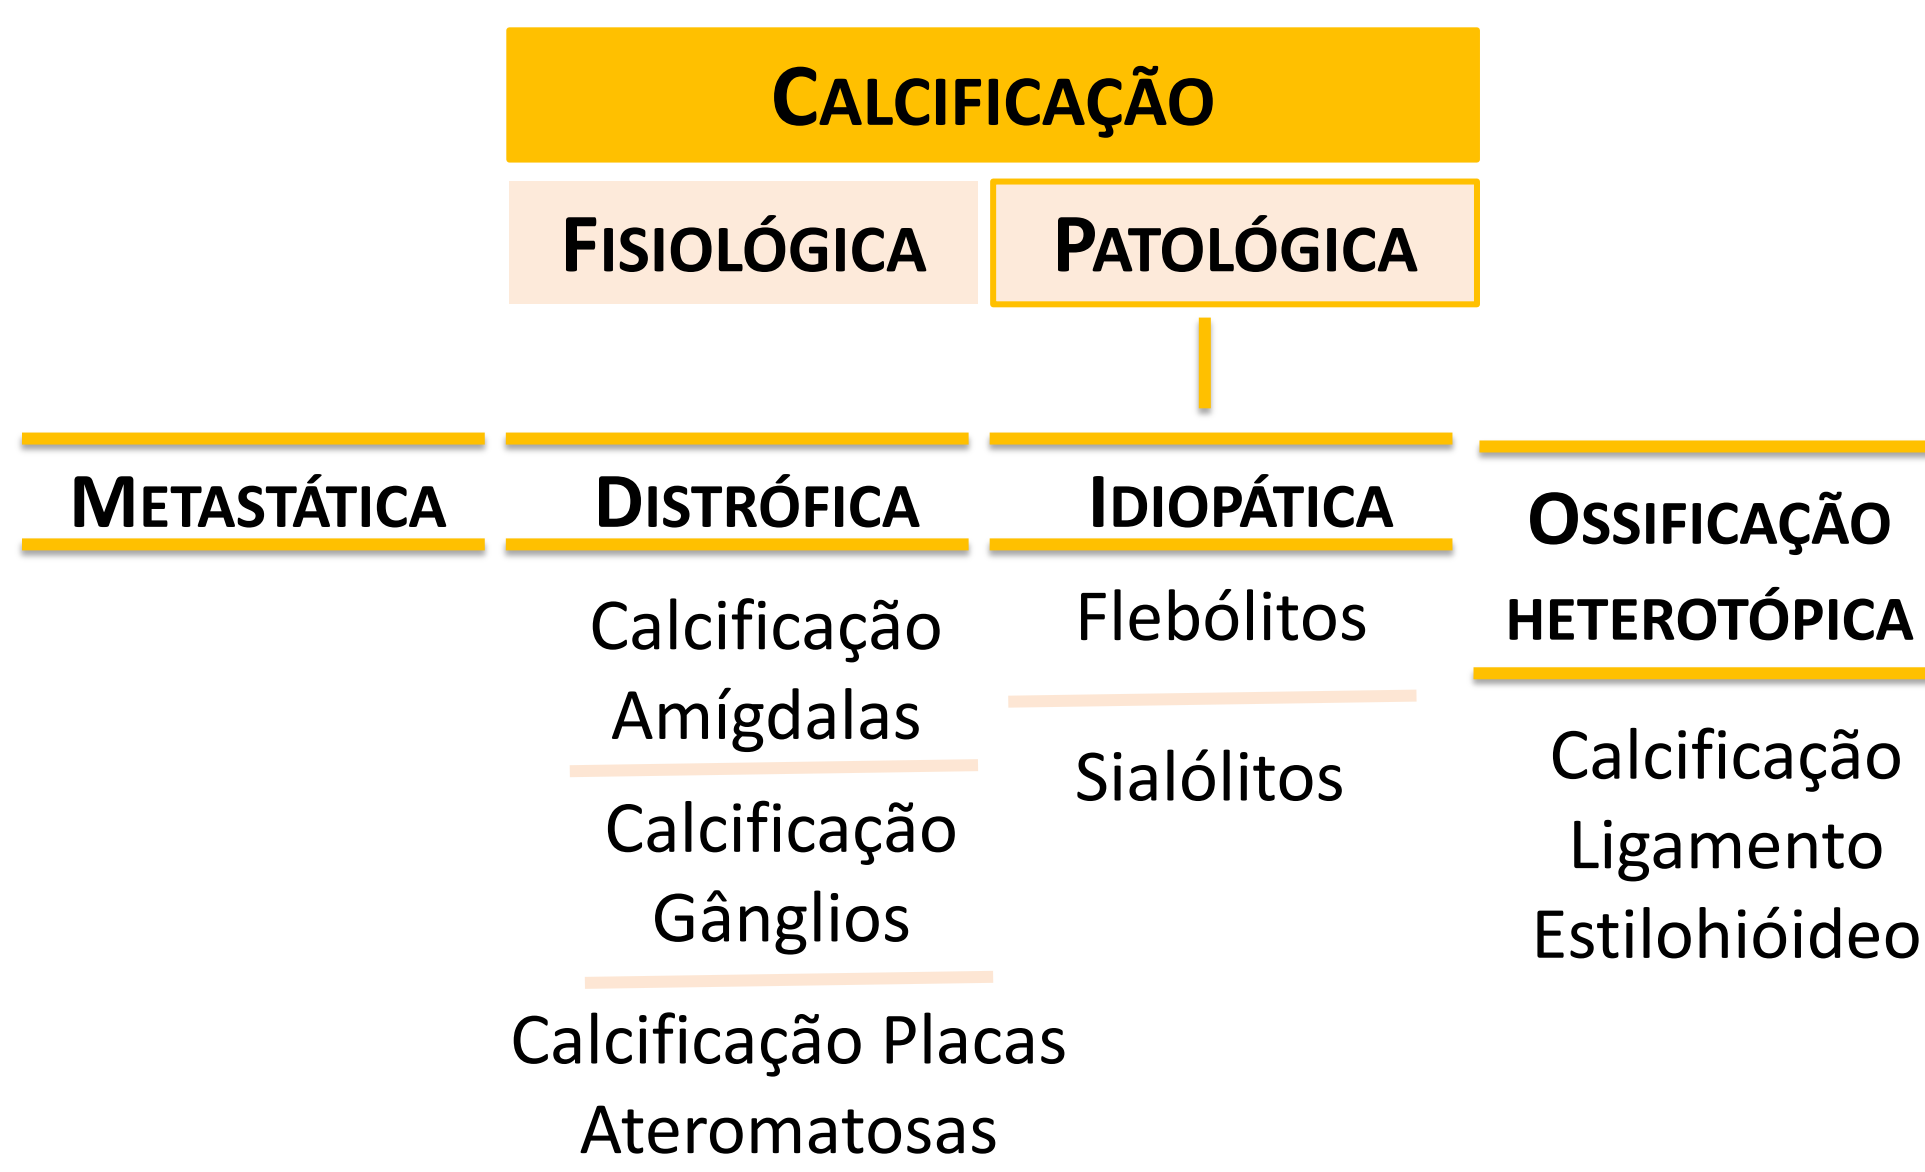 CALCIFICAÇÃO
FISIOLÓGICA
PATOLÓGICA
METASTÁTICA
DISTRÓFICA
Calcificação
Amígdalas
Calcificação
Gânglios
Calcificação Placas
Ateromatosas
IDIOPÁTICA
Flebólitos
Sialólitos
OSSIFICAÇÃO
HETEROTÓPICA
Calcificação
Ligamento
Estilohióideo